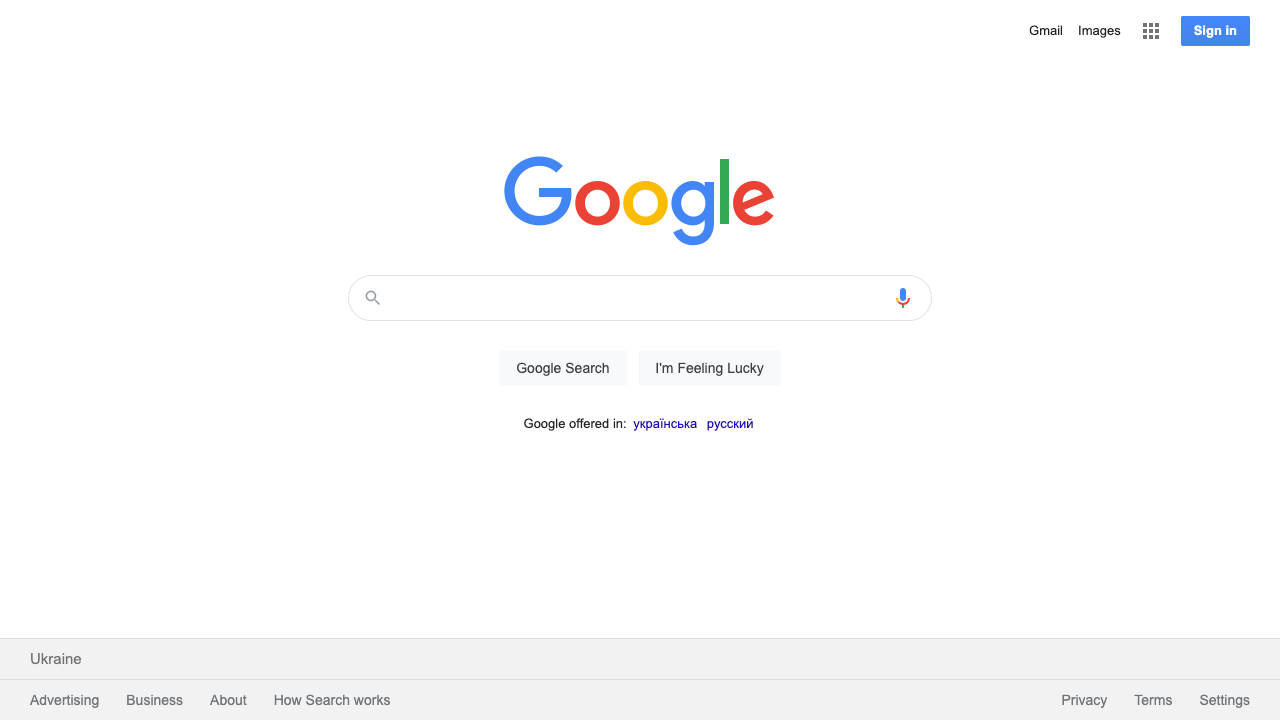 Gmail Images Sign in
Google
Google Search I'm Feeling Lucky
Google offered in: українська русский
Ukraine
Advertising Business About How Search works Privacy Terms Settings